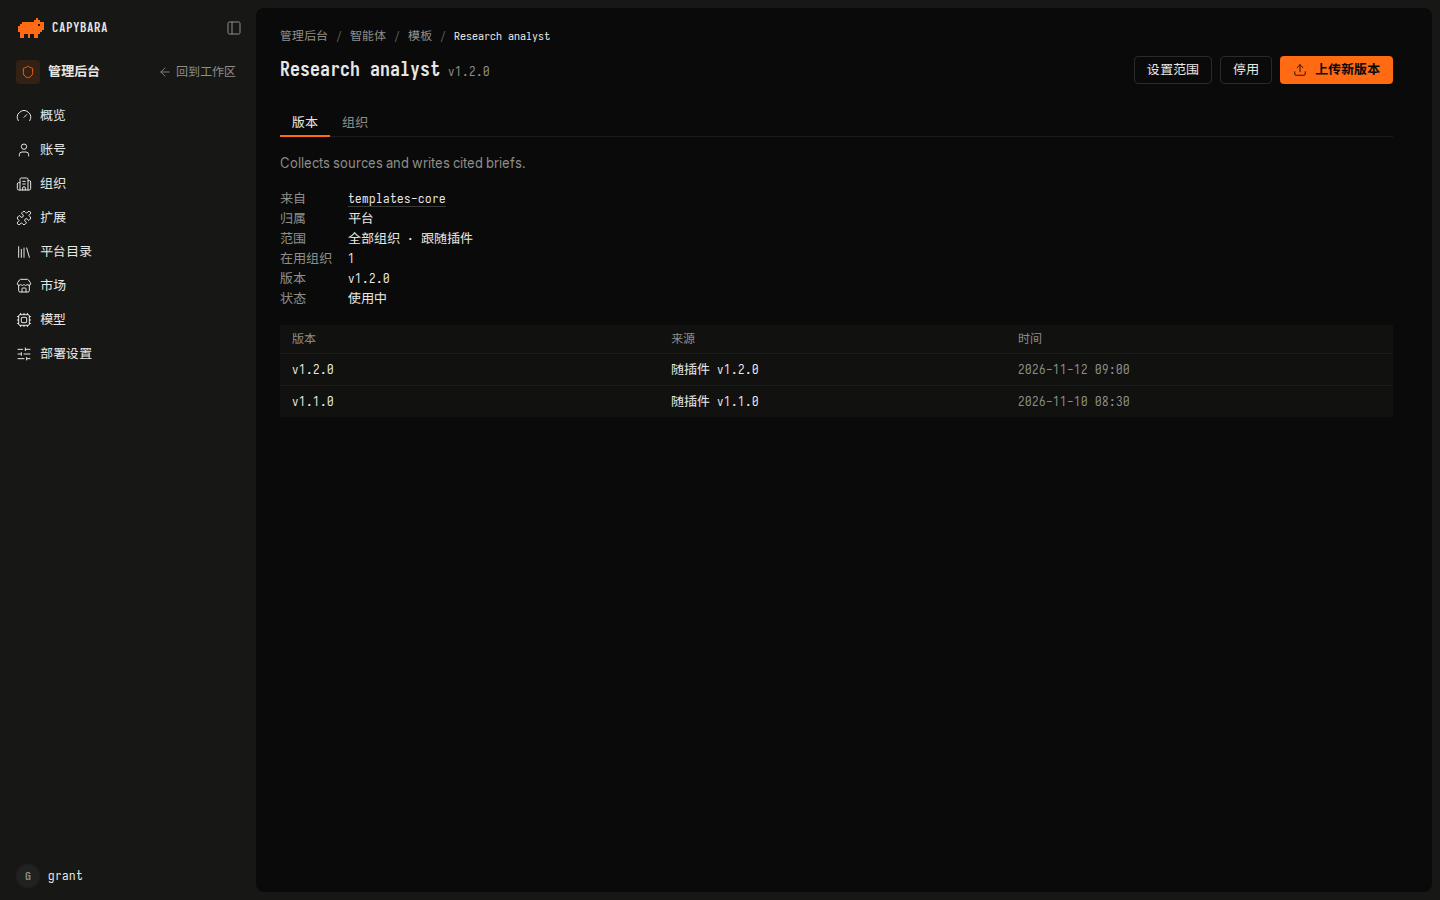 CAPYBARA
管理后台
回到工作区
概览
账号
组织
扩展
平台目录
市场
模型
部署设置
G grant
管理后台 / 智能体 / 模板 / Research analyst
Research analyst v1.2.0
设置范围 停用 上传新版本
版本 组织
Collects sources and writes cited briefs.
来自 templates-core
归属 平台
范围 全部组织 · 跟随插件
在用组织 1
版本 v1.2.0
状态 使用中
版本 来源 时间
v1.2.0 随插件 v1.2.0 2026-11-12 09:00
v1.1.0 随插件 v1.1.0 2026-11-10 08:30